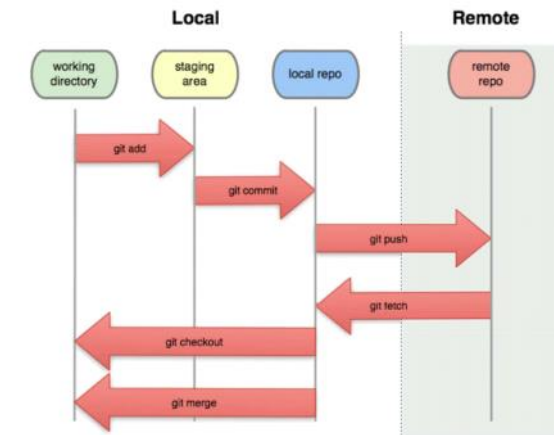 Local
Remote
working
directory
staging
area
local repo
remote
repo
git add
git commit
git push
git fetch
git checkout
git merge